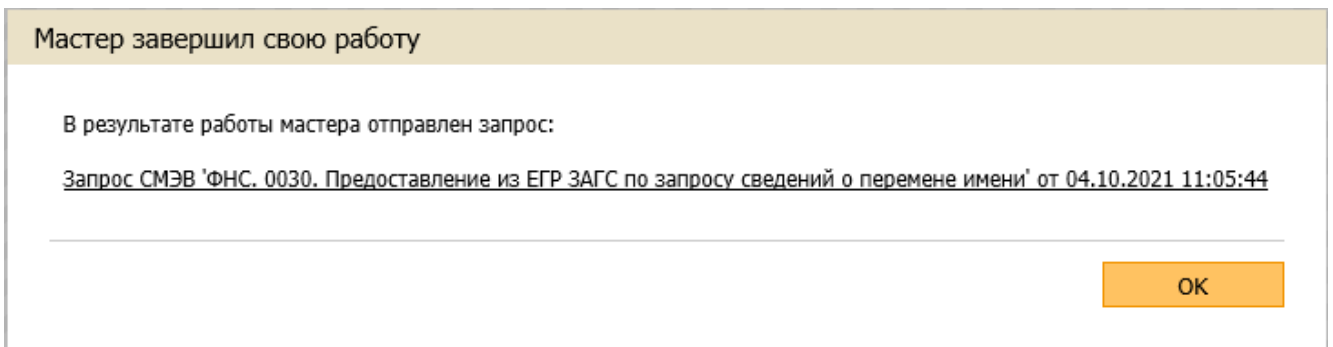 Мастер завершил свою работу
В результате работы мастера отправлен запрос:
Запрос СМЭВ 'ФНС. 0030. Предоставление из ЕГР ЗАГС по запросу сведений о перемене имени' от 04.10.2021 11:05:44
ОК